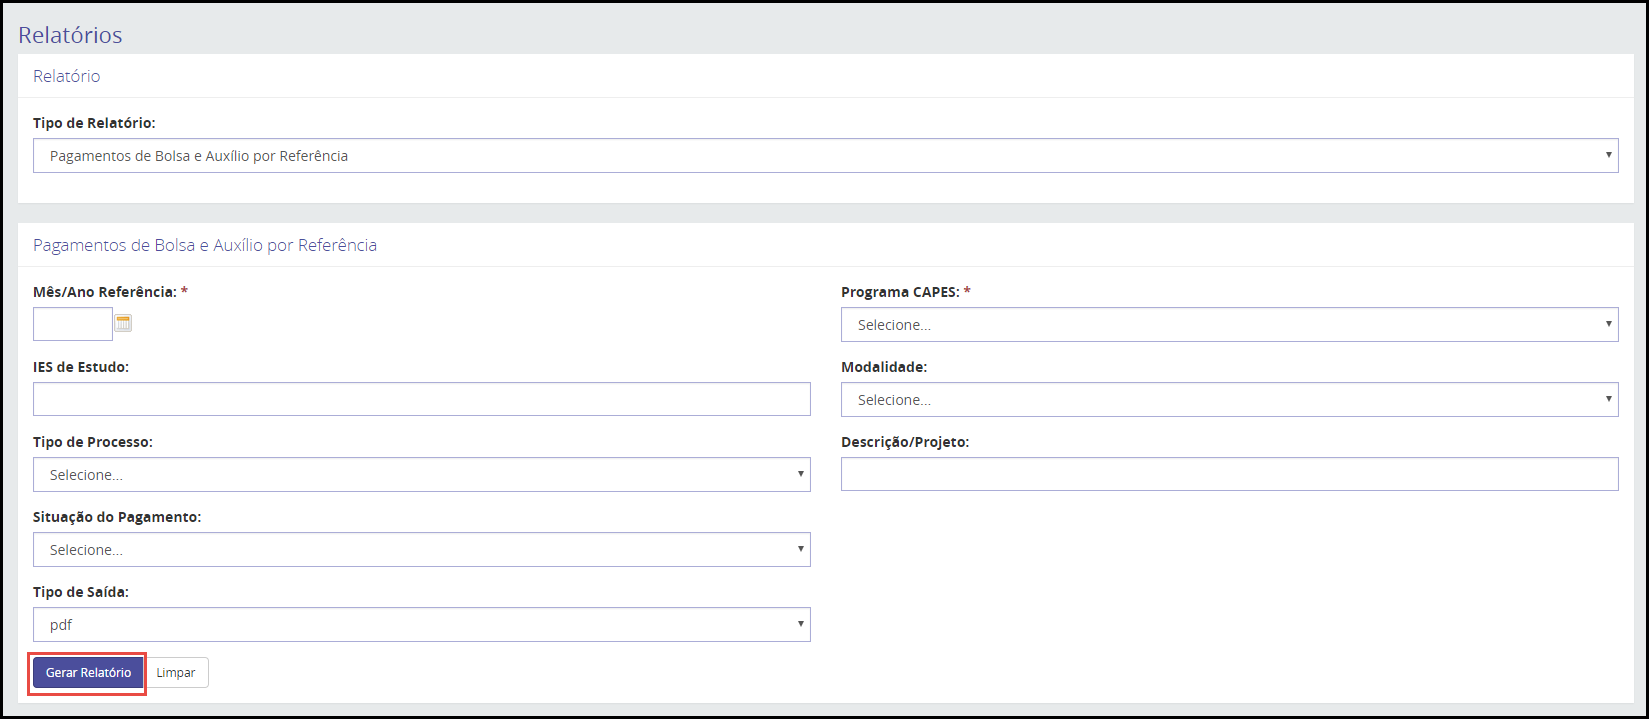 Relatórios
Relatório
Tipo de Relatório:
Pagamentos de Bolsa e Auxílio por Referência
Pagamentos de Bolsa e Auxílio por Referência
Mês/Ano Referência: *
Programa CAPES: *
Selecione...
IES de Estudo:
Modalidade:
Selecione...
Tipo de Processo:
Descrição/Projeto:
Selecione...
Situação do Pagamento:
Selecione...
Tipo de Saída:
pdf
Gerar Relatório
Limpar